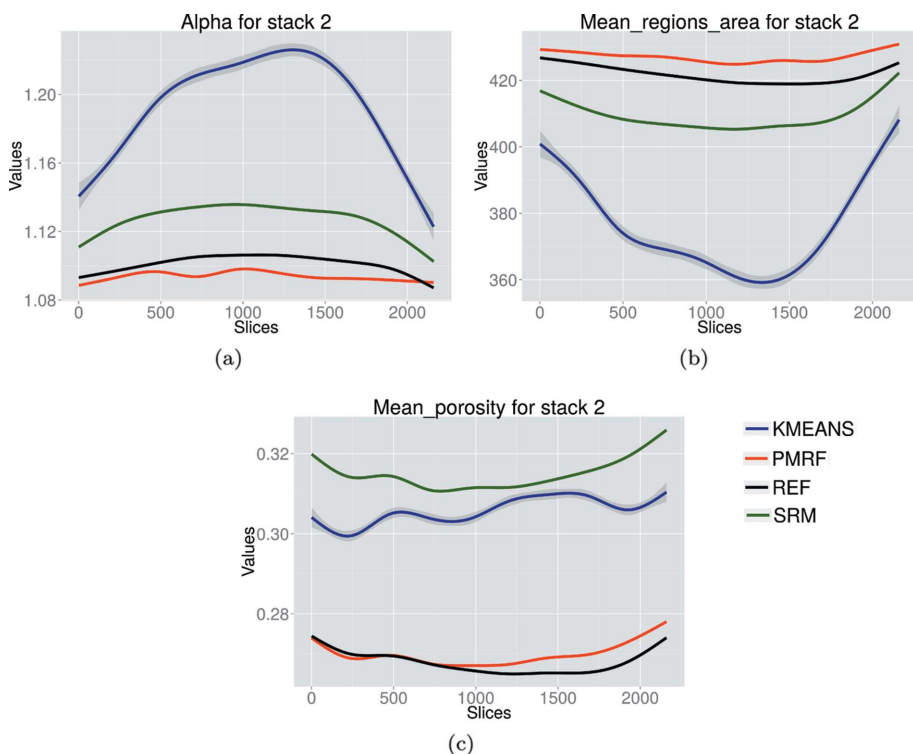 Alpha for stack 2
Values
1.20
1.16
1.12
1.08
0
500
1000
1500
2000
Slices
(a)
Mean_regions_area for stack 2
Values
420
400
380
360
0
500
1000
1500
2000
Slices
(b)
Mean_porosity for stack 2
Values
0.32
0.30
0.28
0
500
1000
1500
2000
Slices
(c)
KMEANS
PMRF
REF
SRM